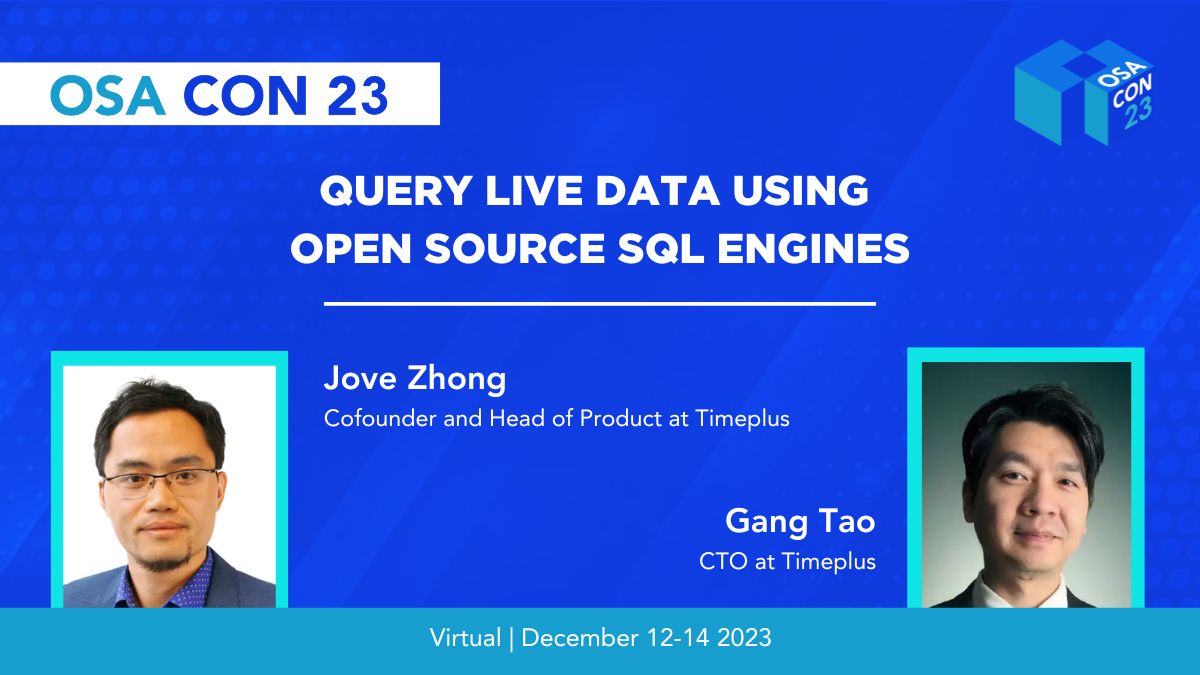 OSA CON 23
OSA
CON
23
QUERY LIVE DATA USING
OPEN SOURCE SQL ENGINES
Jove Zhong
Cofounder and Head of Product at Timeplus
Gang Tao
CTO at Timeplus
Virtual | December 12-14 2023